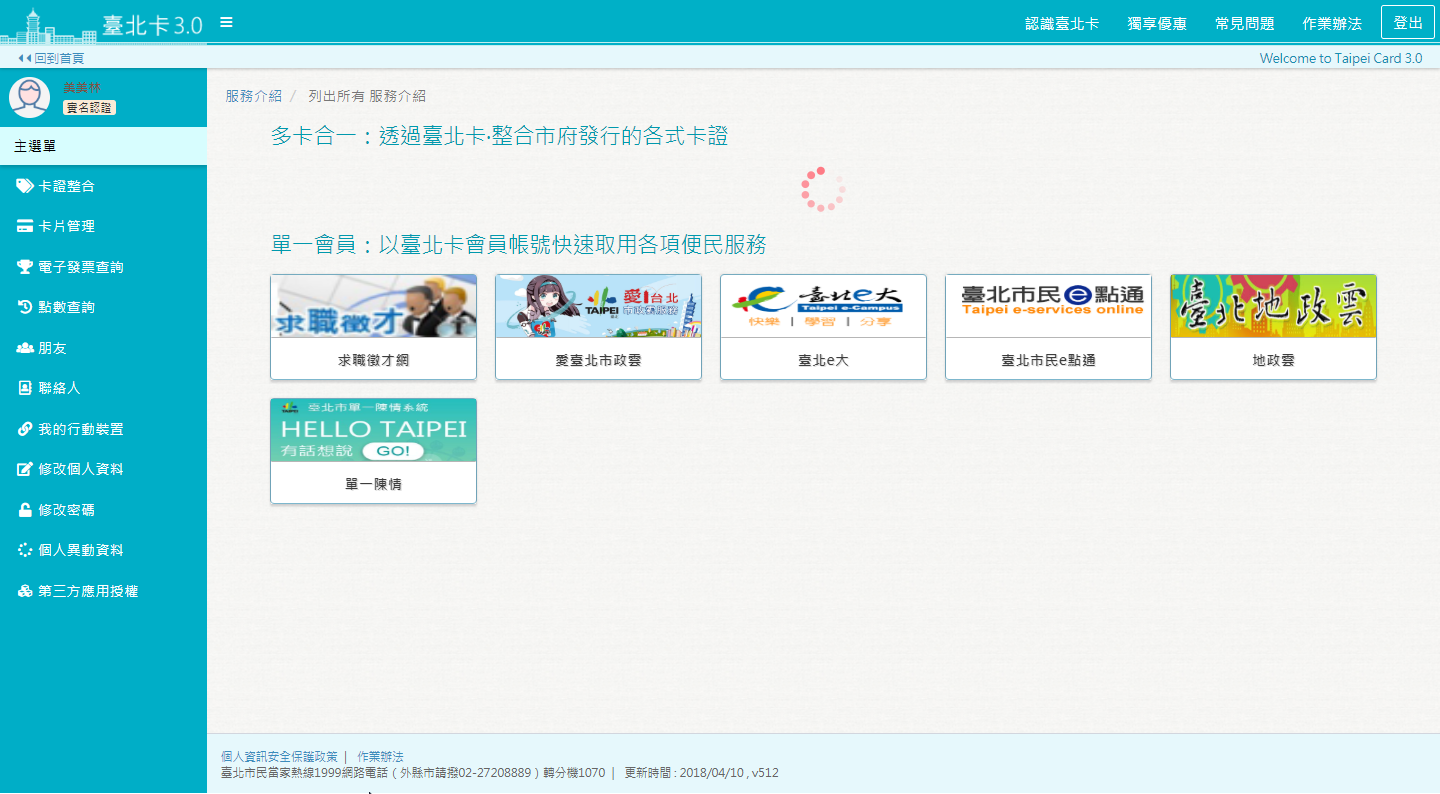 臺北卡 3.0
認識臺北卡 獨享優惠 常見問題 作業辦法 登出
回到首頁
Welcome to Taipei Card 3.0
美美林
實名認證
主選單
卡證整合
卡片管理
電子發票查詢
點數查詢
朋友
聯絡人
我的行動裝置
修改個人資料
修改密碼
個人異動資料
第三方應用授權
服務介紹 / 列出所有 服務介紹
多卡合一：透過臺北卡‧整合市府發行的各式卡證
單一會員：以臺北卡會員帳號快速取用各項便民服務
求職徵才
求職徵才網
愛台北
市政雲服務
TAIPEI
愛臺北市政雲
臺北e大
Taipei e-Campus
快樂 | 學習 | 分享
臺北e大
臺北市民e點通
Taipei e-services online
臺北市民e點通
臺北地政雲
地政雲
臺北市單一陳情系統
HELLO TAIPEI
有話想說 GO!
單一陳情
個人資訊安全保護政策 | 作業辦法
臺北市民當家熱線1999網路電話 ( 外縣市請撥02-27208889 ) 轉分機1070 | 更新時間 : 2018/04/10 , v512